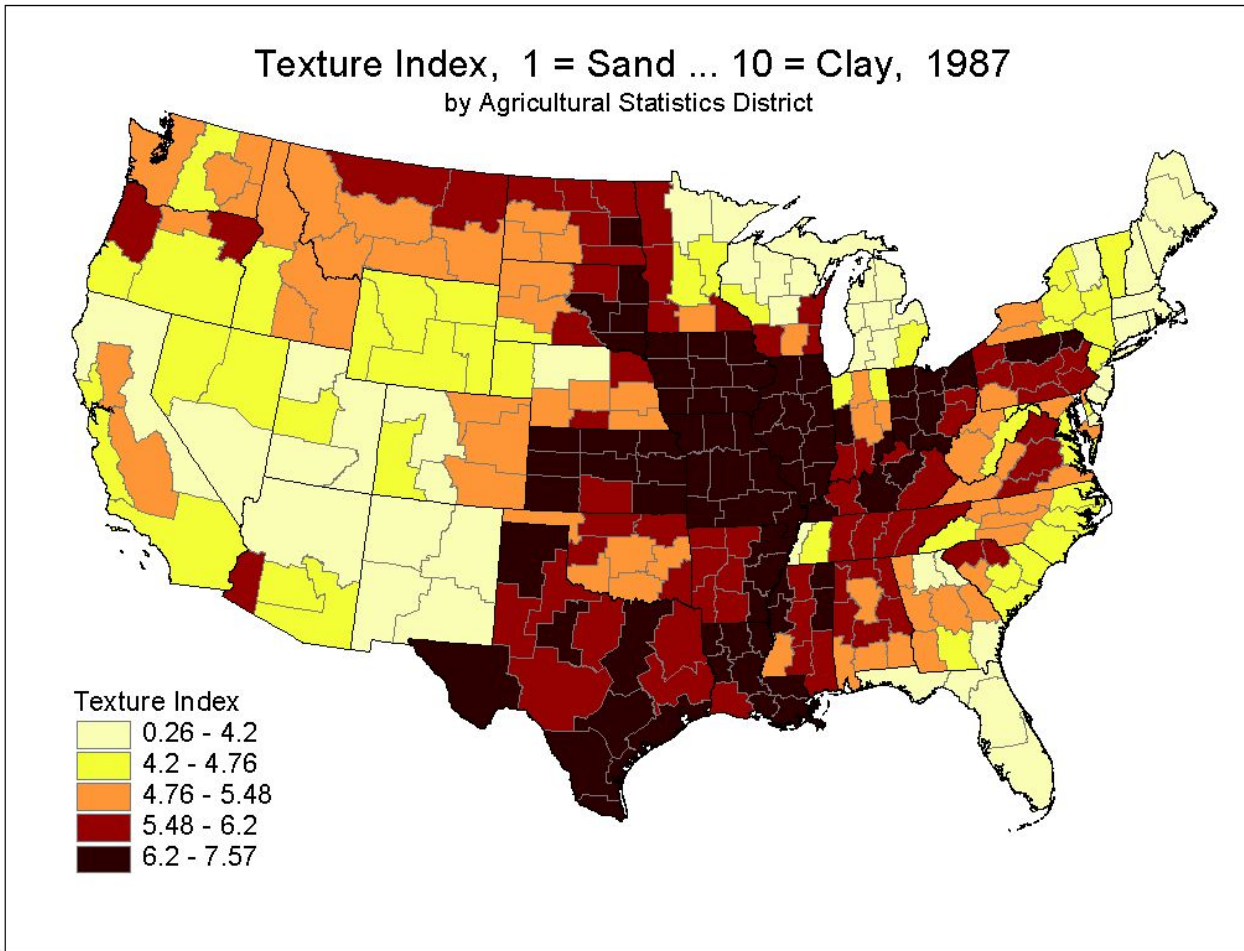 Texture Index, 1 = Sand ... 10 = Clay, 1987
by Agricultural Statistics District
Texture Index
0.26 - 4.2
4.2 - 4.76
4.76 - 5.48
5.48 - 6.2
6.2 - 7.57